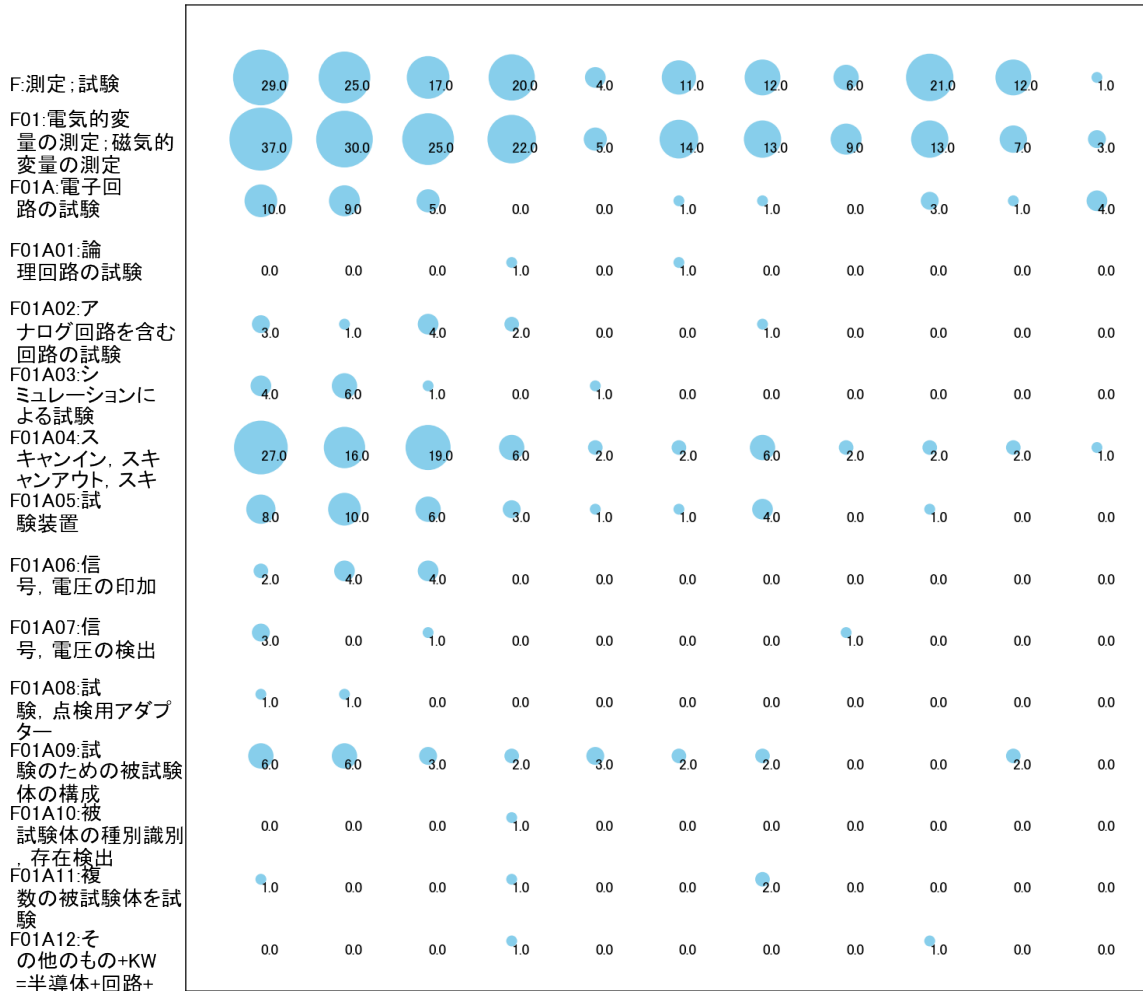 F:測定;試験
29.0 25.0 17.0 20.0 4.0 11.0 12.0 6.0 21.0 12.0 1.0
F01:電気的変
量の測定;磁気的
変量の測定
37.0 30.0 25.0 22.0 5.0 14.0 13.0 9.0 13.0 7.0 3.0
F01A:電子回
路の試験
10.0 9.0 5.0 0.0 0.0 1.0 1.0 0.0 3.0 1.0 4.0
F01A01:論
理回路の試験
0.0 0.0 0.0 1.0 0.0 1.0 0.0 0.0 0.0 0.0 0.0
F01A02:ア
ナログ回路を含む
回路の試験
3.0 1.0 4.0 2.0 0.0 0.0 1.0 0.0 0.0 0.0 0.0
F01A03:シ
ミュレーションに
よる試験
4.0 6.0 1.0 0.0 1.0 0.0 0.0 0.0 0.0 0.0 0.0
F01A04:ス
キャンイン, スキ
ャンアウト, スキ
27.0 16.0 19.0 6.0 2.0 2.0 6.0 2.0 2.0 2.0 1.0
F01A05:試
験装置
8.0 10.0 6.0 3.0 1.0 1.0 4.0 0.0 1.0 0.0 0.0
F01A06:信
号, 電圧の印加
2.0 4.0 4.0 0.0 0.0 0.0 0.0 0.0 0.0 0.0 0.0
F01A07:信
号, 電圧の検出
3.0 0.0 1.0 0.0 0.0 0.0 0.0 1.0 0.0 0.0 0.0
F01A08:試
験, 点検用アダプ
ター
1.0 1.0 0.0 0.0 0.0 0.0 0.0 0.0 0.0 0.0 0.0
F01A09:試
験のための被試験
体の構成
6.0 6.0 3.0 2.0 3.0 2.0 2.0 0.0 0.0 2.0 0.0
F01A10:被
試験体の種別識別
, 存在検出
0.0 0.0 0.0 1.0 0.0 0.0 0.0 0.0 0.0 0.0 0.0
F01A11:複
数の被試験体を試
験
1.0 0.0 0.0 1.0 0.0 0.0 2.0 0.0 0.0 0.0 0.0
F01A12:そ
の他のもの+KW
=半導体+回路+
0.0 0.0 0.0 1.0 0.0 0.0 0.0 0.0 1.0 0.0 0.0